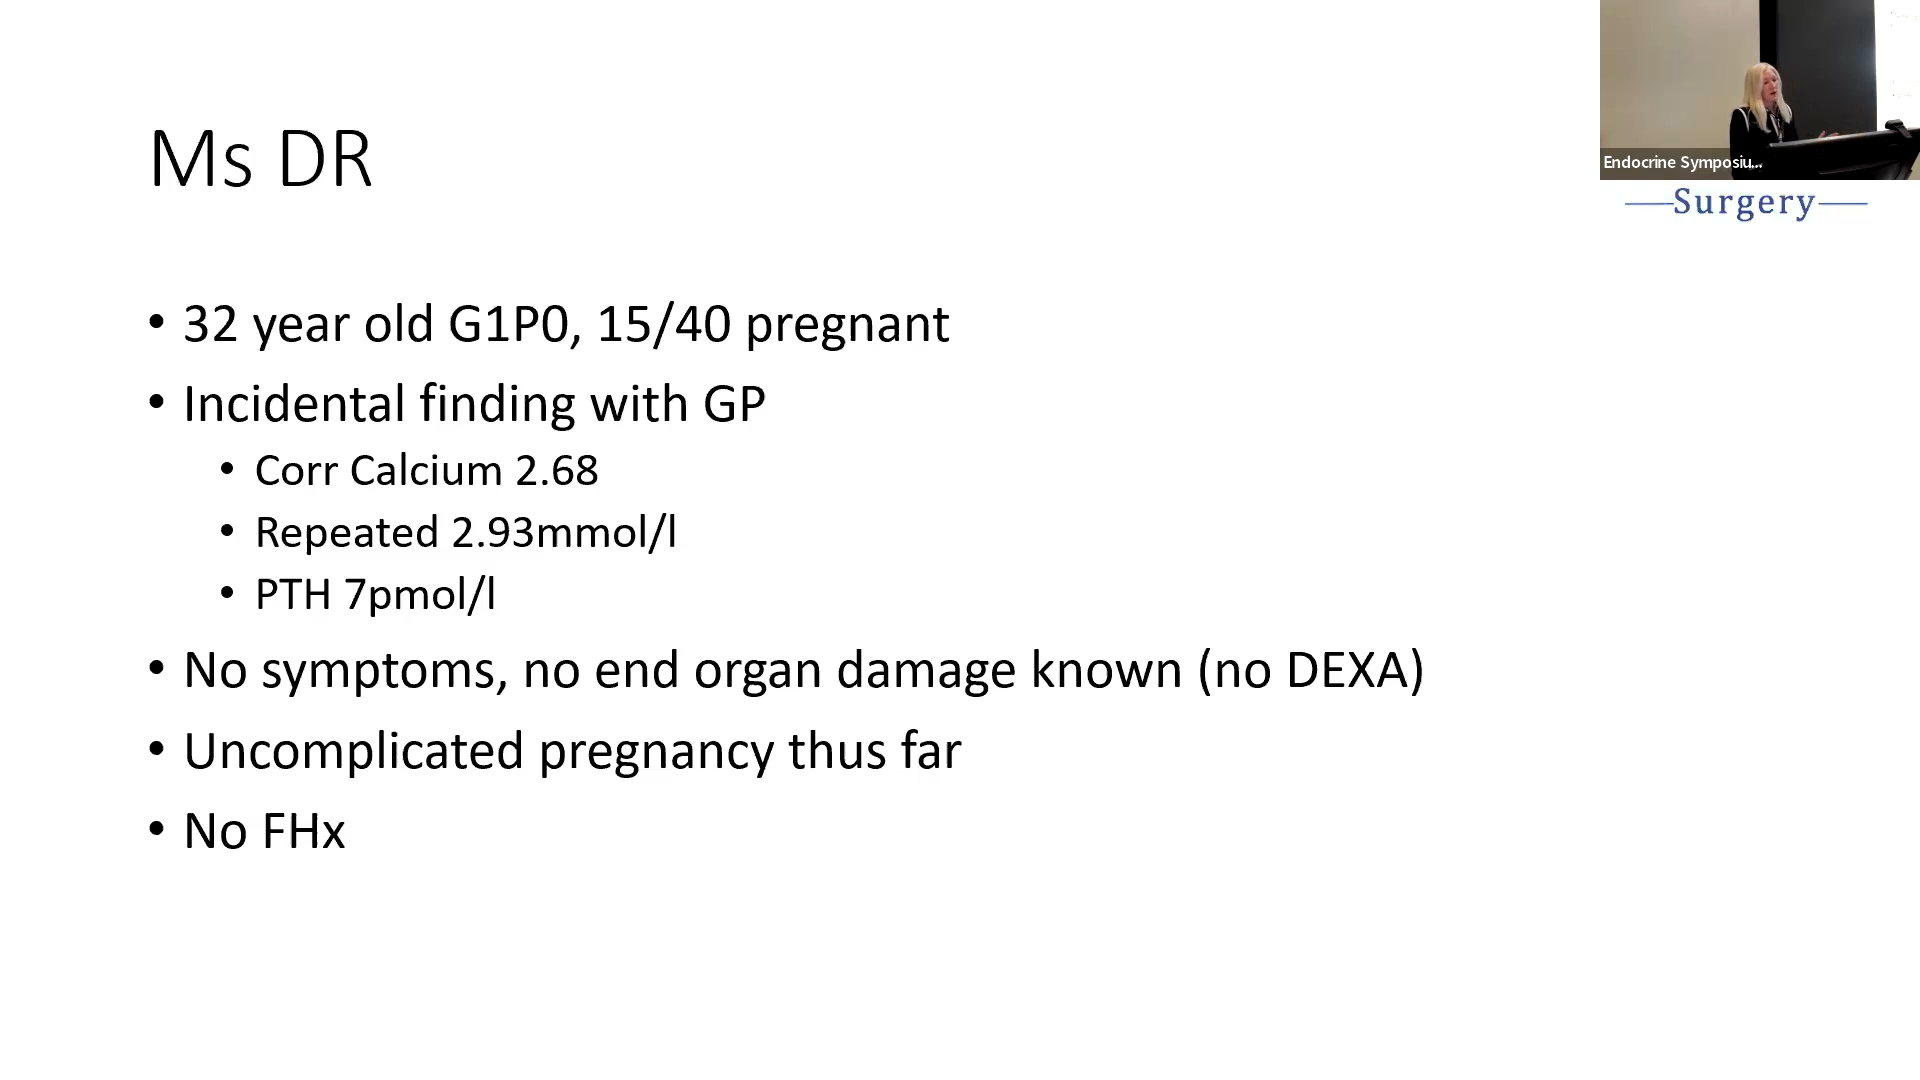 Ms DR
Endocrine Symposiu...
Surgery
• 32 year old G1P0, 15/40 pregnant
• Incidental finding with GP
• Corr Calcium 2.68
• Repeated 2.93mmol/l
• PTH 7pmol/l
• No symptoms, no end organ damage known (no DEXA)
• Uncomplicated pregnancy thus far
• No FHx